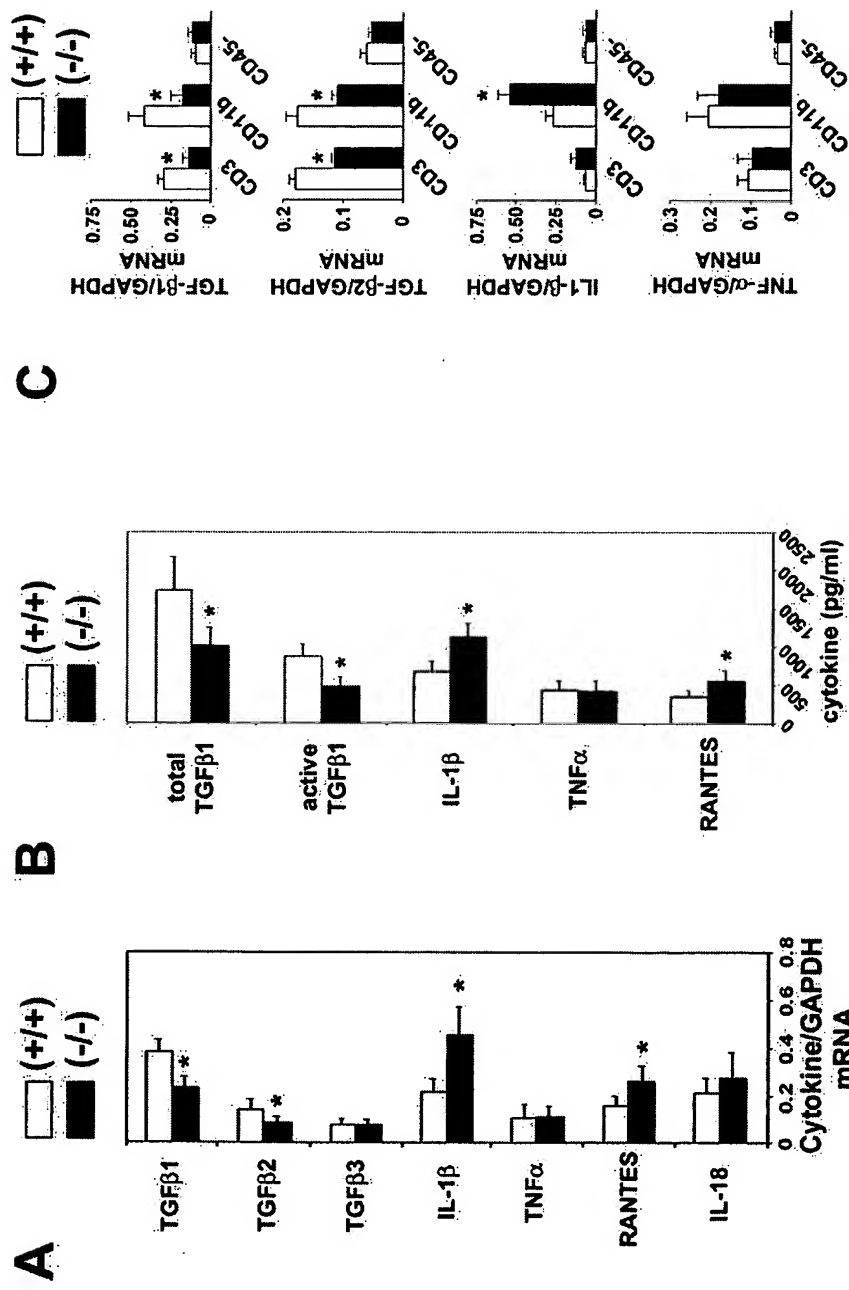 A
(+/+)
(-/-)
TGFβ1
*
TGFβ2
*
TGFβ3
IL-1β
*
TNFα
RANTES
*
IL-18
0 0.2 0.4 0.6 0.8
Cytokine/GAPDH
mRNA
B
(+/+)
(-/-)
total
TGFβ1
*
active
TGFβ1
*
IL-1β
*
TNFα
RANTES
*
0 500 1000 1500 2000 2500
cytokine (pg/ml)
C
(+/+)
(-/-)
TGF-β1/GAPDH
mRNA
0.75
0.50
0.25
0
* *
CD3 CD11b CD45-
TGF-β2/GAPDH
mRNA
0.2
0.1
0
* *
CD3 CD11b CD45-
IL1-β/GAPDH
mRNA
0.75
0.50
0.25
0
*
CD3 CD11b CD45-
TNF-α/GAPDH
mRNA
0.3
0.2
0.1
0
CD3 CD11b CD45-